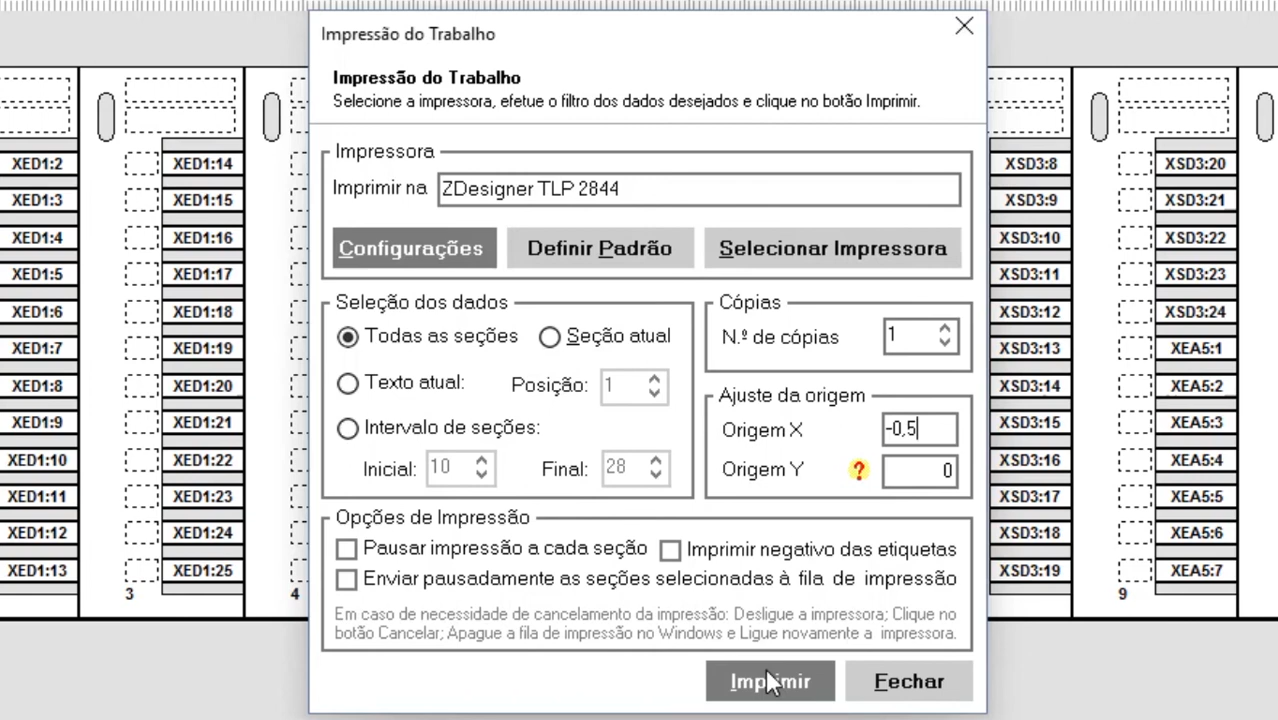 Impressão do Trabalho
Impressão do Trabalho
Selecione a impressora, efetue o filtro dos dados desejados e clique no botão Imprimir.
Impressora
Imprimir na ZDesigner TLP 2844
Configurações Definir Padrão Selecionar Impressora
Seleção dos dados
Todas as seções Seção atual
Texto atual: Posição: 1
Intervalo de seções:
Inicial: 10 Final: 28
Cópias
N.º de cópias 1
Ajuste da origem
Origem X -0,5
Origem Y ? 0
Opções de Impressão
Pausar impressão a cada seção Imprimir negativo das etiquetas
Enviar pausadamente as seções selecionadas à fila de impressão
Em caso de necessidade de cancelamento da impressão: Desligue a impressora; Clique no
botão Cancelar; Apague a fila de impressão no Windows e Ligue novamente a impressora.
Imprimir Fechar
XED1:2
XED1:3
XED1:4
XED1:5
XED1:6
XED1:7
XED1:8
XED1:9
XED1:10
XED1:11
XED1:12
XED1:13
XED1:14
XED1:15
XED1:16
XED1:17
XED1:18
XED1:19
XED1:20
XED1:21
XED1:22
XED1:23
XED1:24
XED1:25
3
4
XSD3:8
XSD3:9
XSD3:10
XSD3:11
XSD3:12
XSD3:13
XSD3:14
XSD3:15
XSD3:16
XSD3:17
XSD3:18
XSD3:19
XSD3:20
XSD3:21
XSD3:22
XSD3:23
XSD3:24
XEA5:1
XEA5:2
XEA5:3
XEA5:4
XEA5:5
XEA5:6
XEA5:7
9